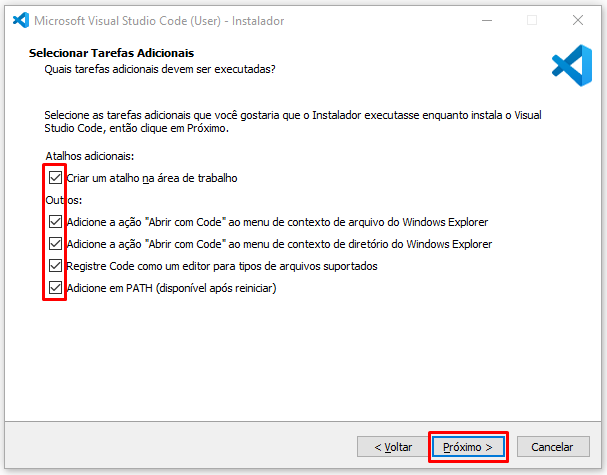 Microsoft Visual Studio Code (User) - Instalador
Selecionar Tarefas Adicionais
Quais tarefas adicionais devem ser executadas?
Selecione as tarefas adicionais que você gostaria que o Instalador executasse enquanto instala o Visual
Studio Code, então clique em Próximo.
Atalhos adicionais:
Criar um atalho na área de trabalho
Outros:
Adicione a ação "Abrir com Code" ao menu de contexto de arquivo do Windows Explorer
Adicione a ação "Abrir com Code" ao menu de contexto de diretório do Windows Explorer
Registre Code como um editor para tipos de arquivos suportados
Adicione em PATH (disponível após reiniciar)
< Voltar Próximo > Cancelar